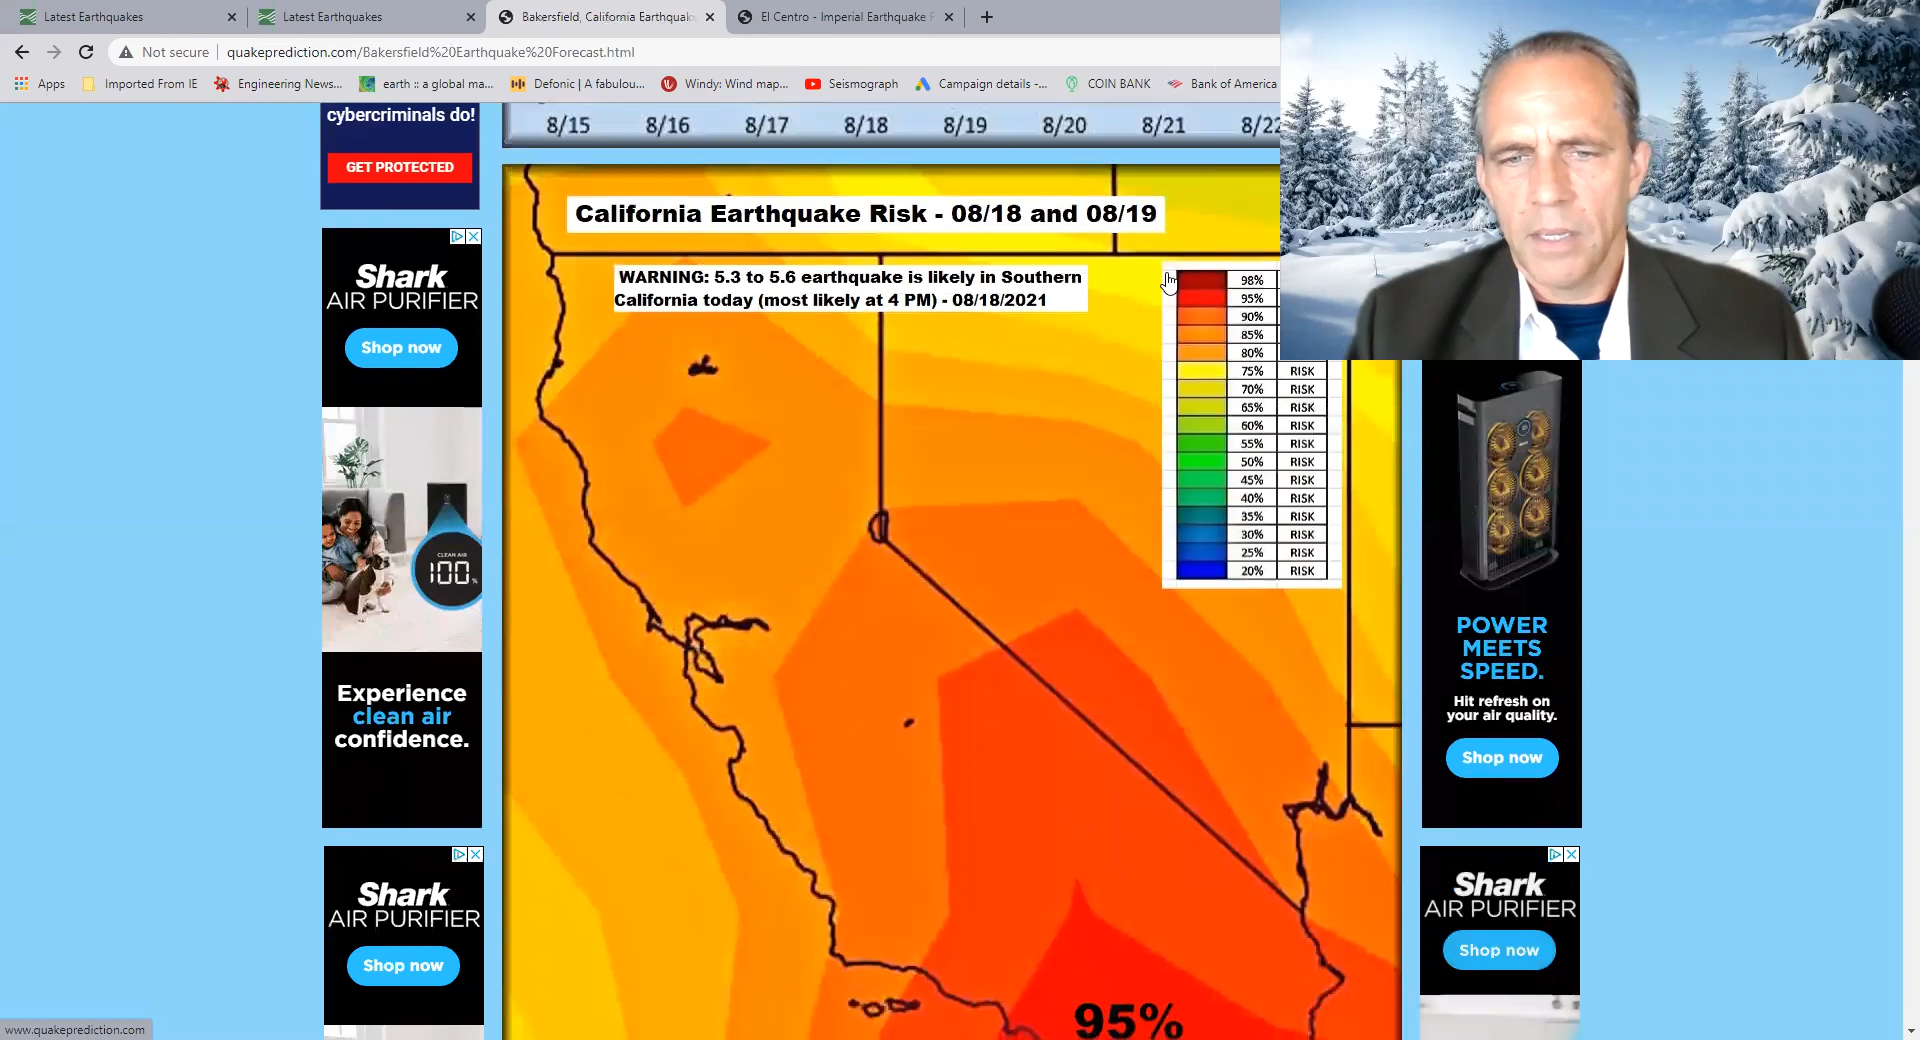 Latest Earthquakes
Latest Earthquakes
Bakersfield, California Earthquak
El Centro - Imperial Earthquake F
Not secure
quakeprediction.com/Bakersfield%20Earthquake%20Forecast.html
Apps
Imported From IE
Engineering News...
earth :: a global ma...
Defonic | A fabulou...
Windy: Wind map...
Seismograph
Campaign details -...
COIN BANK
Bank of America
cybercriminals do!
GET PROTECTED
8/15 8/16 8/17 8/18 8/19 8/20 8/21 8/22
California Earthquake Risk - 08/18 and 08/19
WARNING: 5.3 to 5.6 earthquake is likely in Southern
California today (most likely at 4 PM) - 08/18/2021
98%
95%
90%
85%
80%
75% RISK
70% RISK
65% RISK
60% RISK
55% RISK
50% RISK
45% RISK
40% RISK
35% RISK
30% RISK
25% RISK
20% RISK
95%
Shark
AIR PURIFIER
Shop now
CLEAN AIR
100%
Experience
clean air
confidence.
Shark
AIR PURIFIER
Shop now
POWER
MEETS
SPEED.
Hit refresh on
your air quality.
Shop now
Shark
AIR PURIFIER
Shop now
www.quakeprediction.com